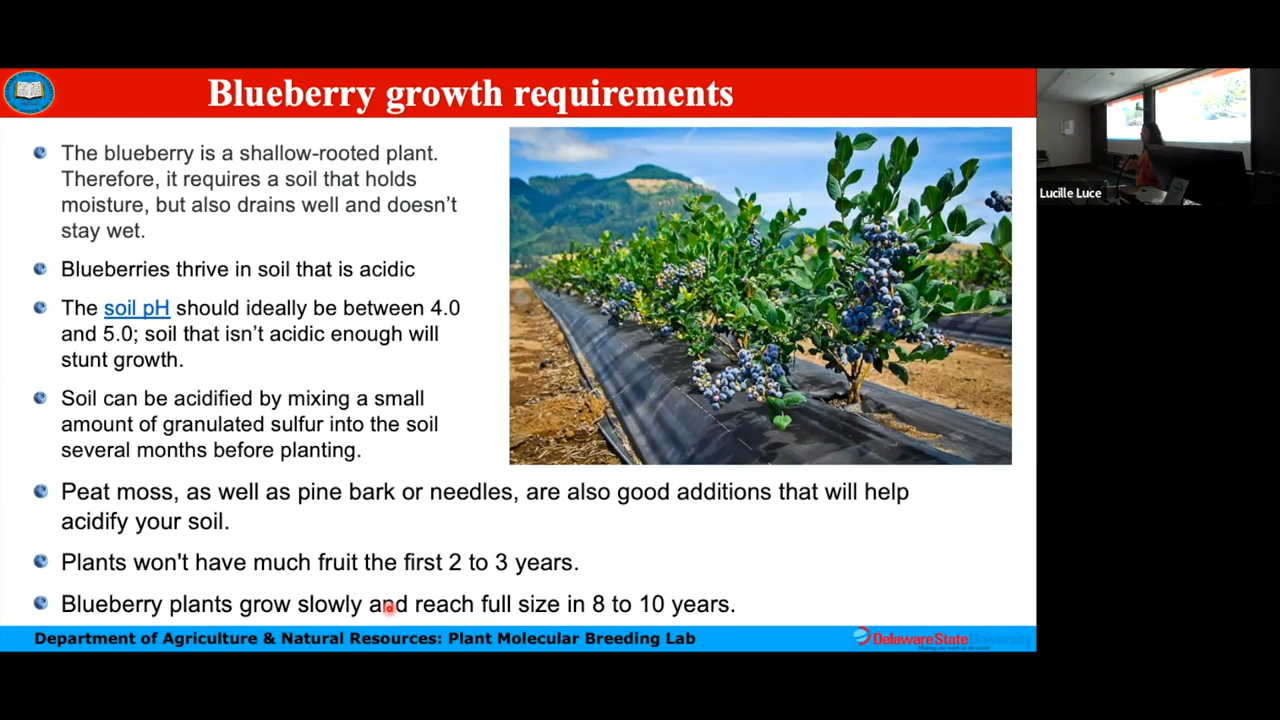 Blueberry growth requirements
The blueberry is a shallow-rooted plant.
Therefore, it requires a soil that holds
moisture, but also drains well and doesn’t
stay wet.
Blueberries thrive in soil that is acidic
The soil pH should ideally be between 4.0
and 5.0; soil that isn’t acidic enough will
stunt growth.
Soil can be acidified by mixing a small
amount of granulated sulfur into the soil
several months before planting.
Peat moss, as well as pine bark or needles, are also good additions that will help
acidify your soil.
Plants won't have much fruit the first 2 to 3 years.
Blueberry plants grow slowly and reach full size in 8 to 10 years.
Department of Agriculture & Natural Resources: Plant Molecular Breeding Lab
DelawareStateUniversity
Lucille Luce